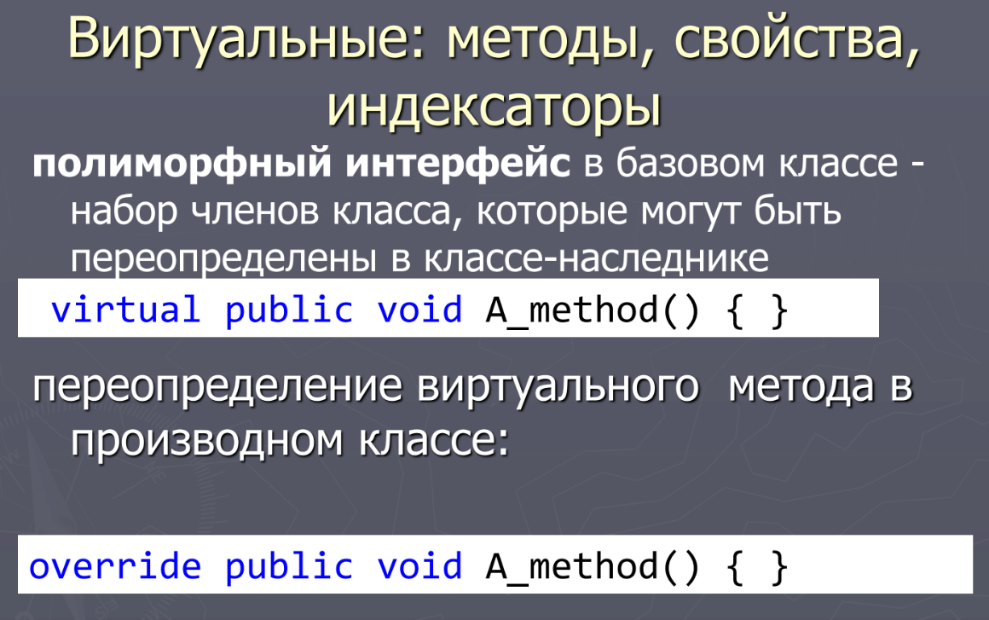 Виртуальные: методы, свойства,
индексаторы
полиморфный интерфейс в базовом классе -
набор членов класса, которые могут быть
переопределены в классе-наследнике
virtual public void A_method() { }
переопределение виртуального метода в
производном классе:
override public void A_method() { }